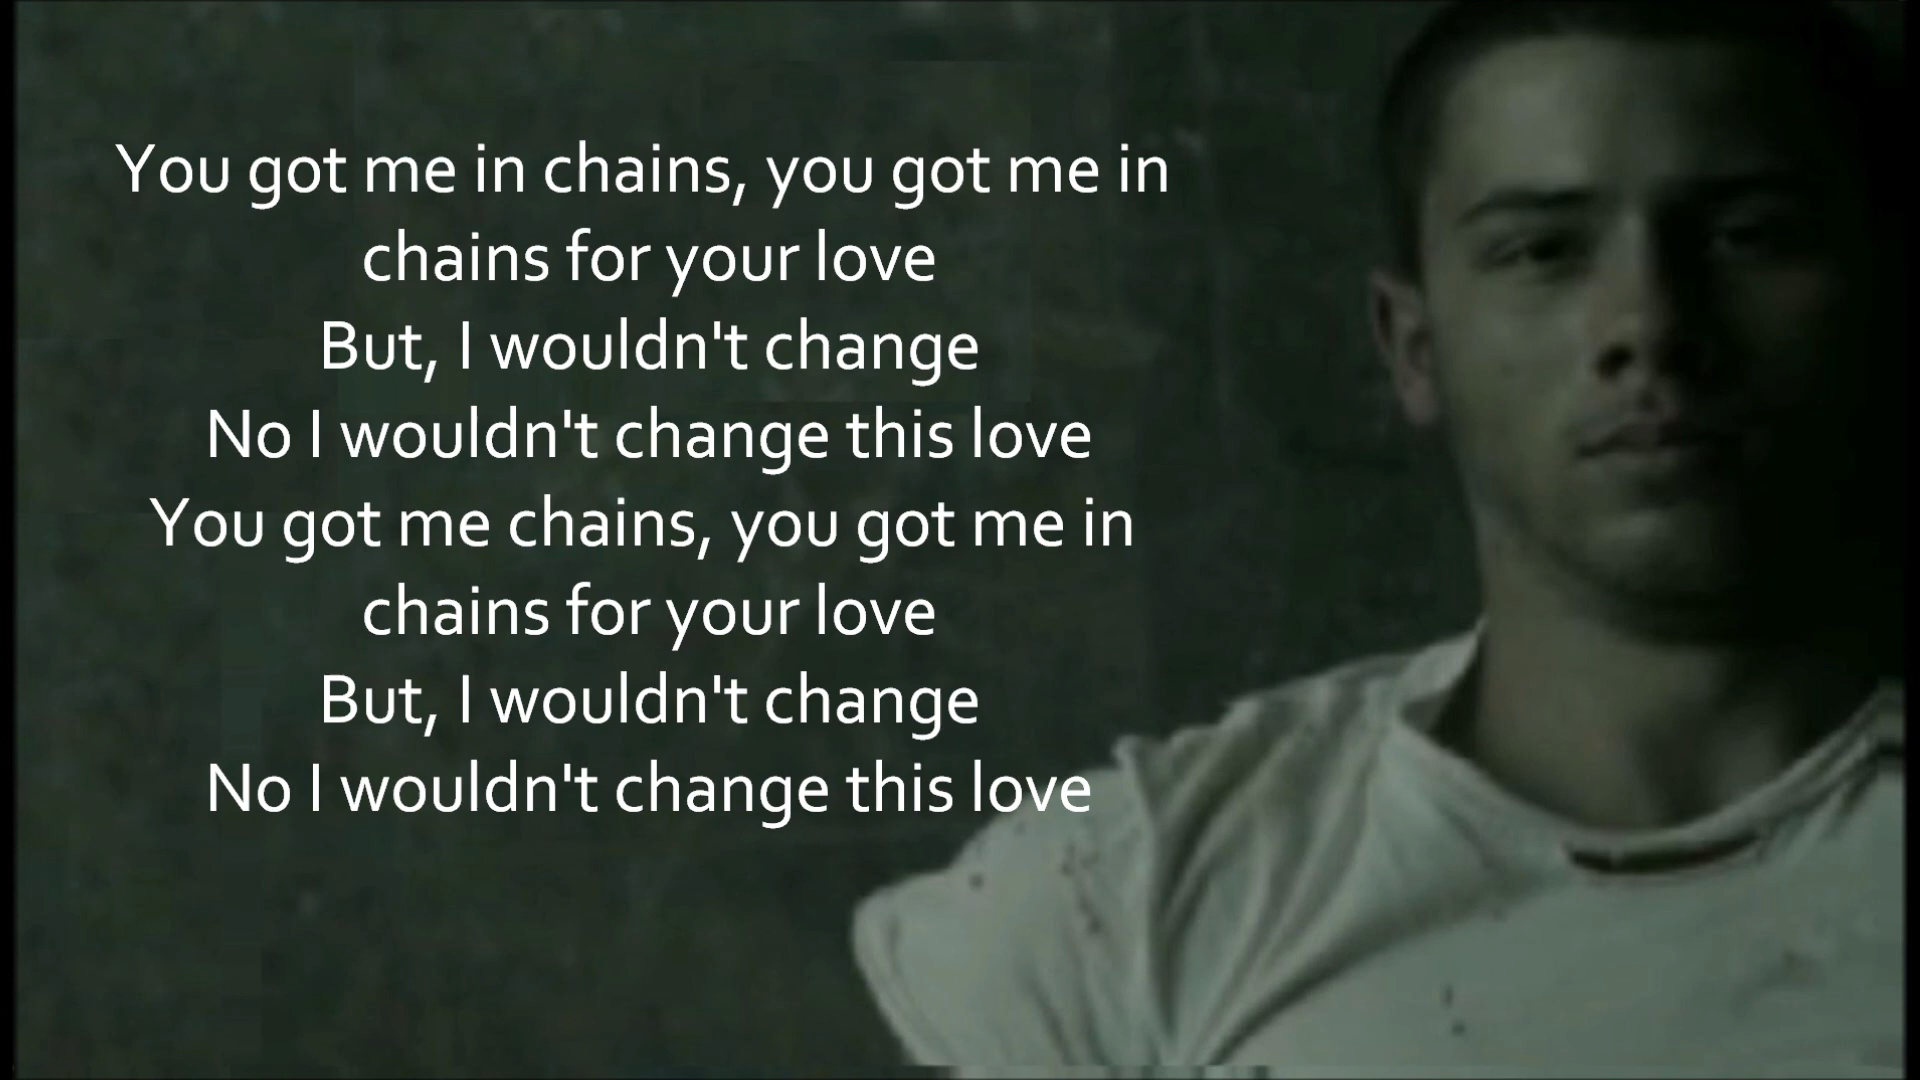 You got me in chains, you got me in
chains for your love
But, I wouldn't change
No I wouldn't change this love
You got me chains, you got me in
chains for your love
But, I wouldn't change
No I wouldn't change this love